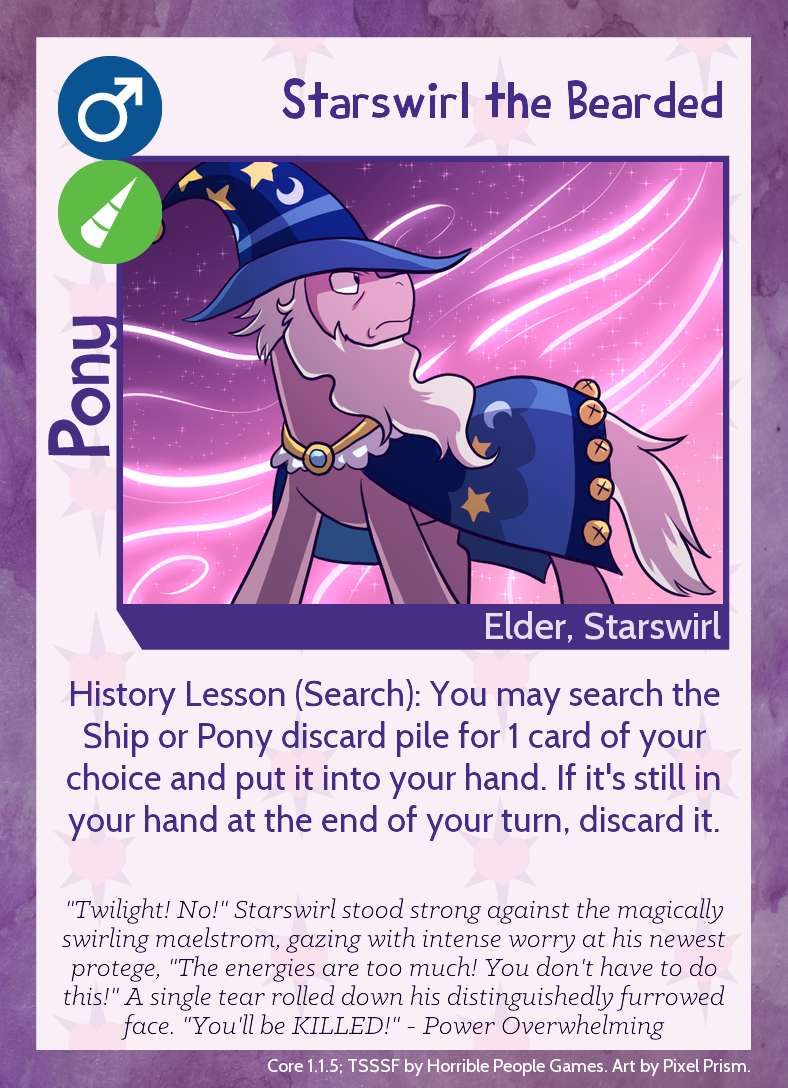 Starswirl the Bearded
Pony
Elder, Starswirl
History Lesson (Search): You may search the
Ship or Pony discard pile for 1 card of your
choice and put it into your hand. If it's still in
your hand at the end of your turn, discard it.
"Twilight! No!" Starswirl stood strong against the magically
swirling maelstrom, gazing with intense worry at his newest
protege, "The energies are too much! You don't have to do
this!" A single tear rolled down his distinguishedly furrowed
face. "You'll be KILLED!" - Power Overwhelming
Core 1.1.5; TSSSF by Horrible People Games. Art by Pixel Prism.